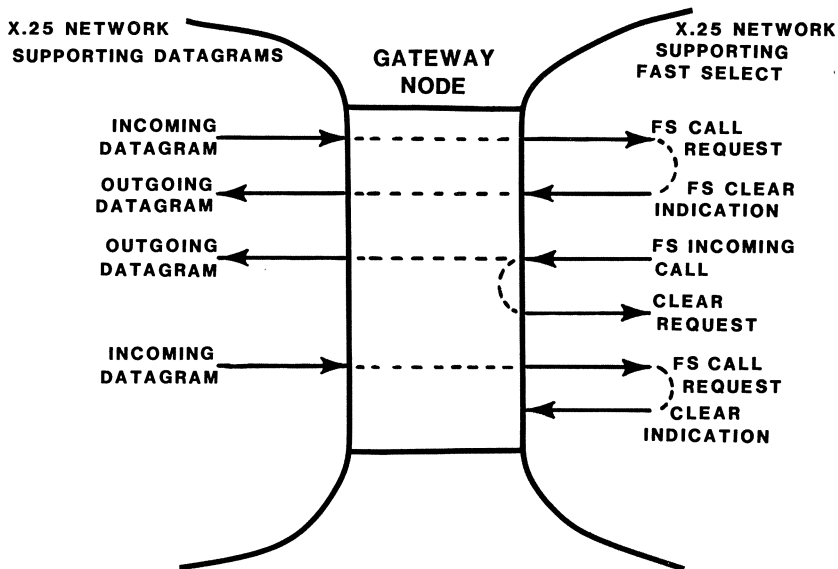 X.25 NETWORK
SUPPORTING DATAGRAMS
GATEWAY
NODE
X.25 NETWORK
SUPPORTING
FAST SELECT
INCOMING
DATAGRAM
FS CALL
REQUEST
OUTGOING
DATAGRAM
FS CLEAR
INDICATION
OUTGOING
DATAGRAM
FS INCOMING
CALL
CLEAR
REQUEST
INCOMING
DATAGRAM
FS CALL
REQUEST
CLEAR
INDICATION